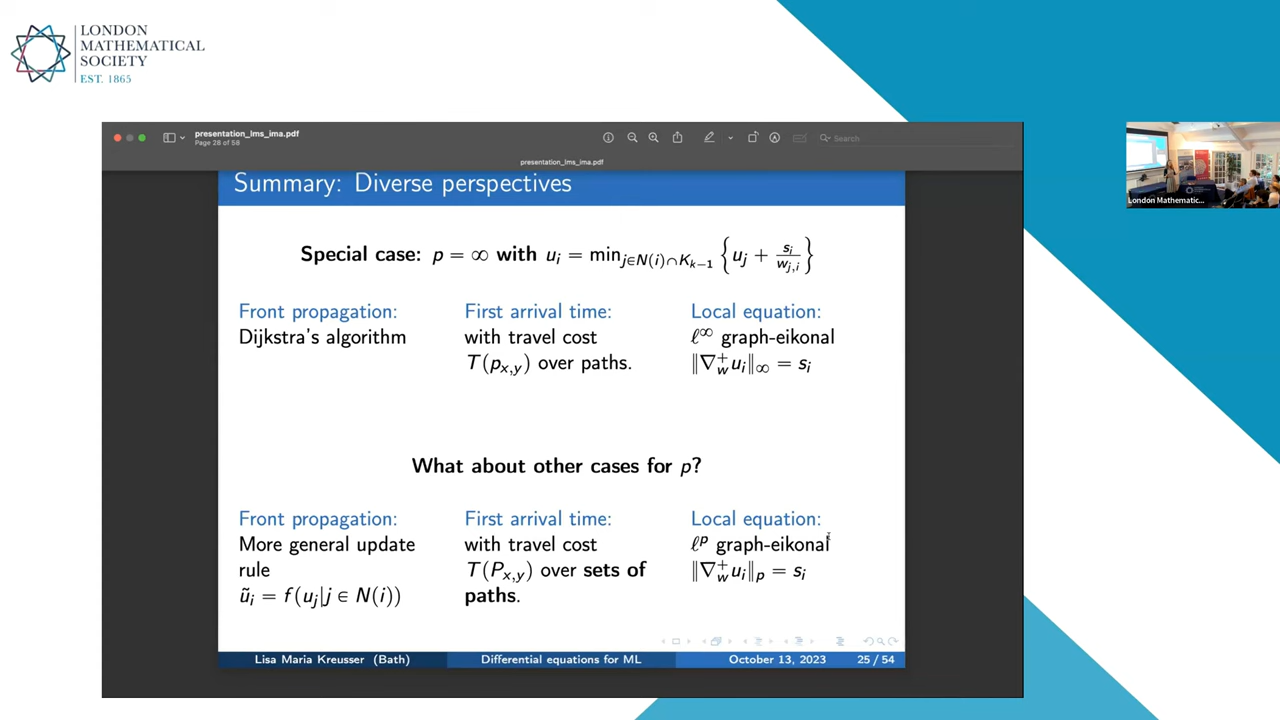 LONDON
MATHEMATICAL
SOCIETY
EST. 1865
presentation_lms_ima.pdf
Page 28 of 58
Search
presentation_lms_ima.pdf
Summary: Diverse perspectives
Special case: p = ∞ with u_i = min_{j∈N(i)∩K_{k−1}} { u_j + s_i / w_{j,i} }
Front propagation: First arrival time: Local equation:
Dijkstra's algorithm with travel cost ℓ^∞ graph-eikonal
T(p_{x,y}) over paths. ‖∇_w^+ u_i‖_∞ = s_i
What about other cases for p?
Front propagation: First arrival time: Local equation:
More general update with travel cost ℓ^p graph-eikonal
rule T(P_{x,y}) over sets of ‖∇_w^+ u_i‖_p = s_i
ũ_i = f(u_j|j ∈ N(i)) paths.
Lisa Maria Kreusser (Bath) Differential equations for ML October 13, 2023 25 / 54
London Mathematic...